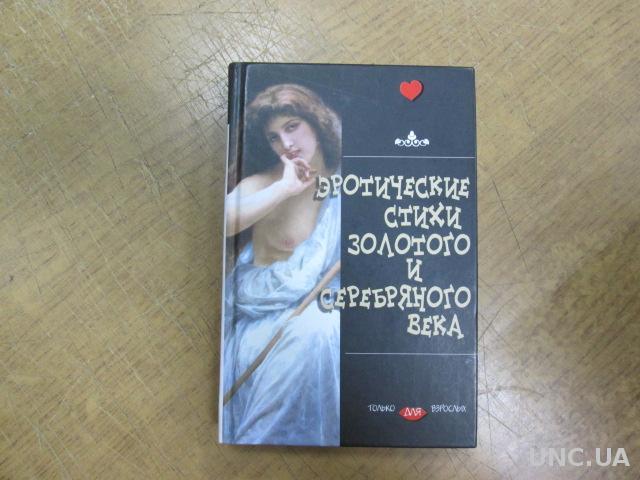 ЭРОТИЧЕСКИЕ
СТИХИ
ЗОЛОТОГО
И
СЕРЕБРЯНОГО
ВЕКА
ТОЛЬКО ДЛЯ ВЗРОСЛЫХ
UNC.UA